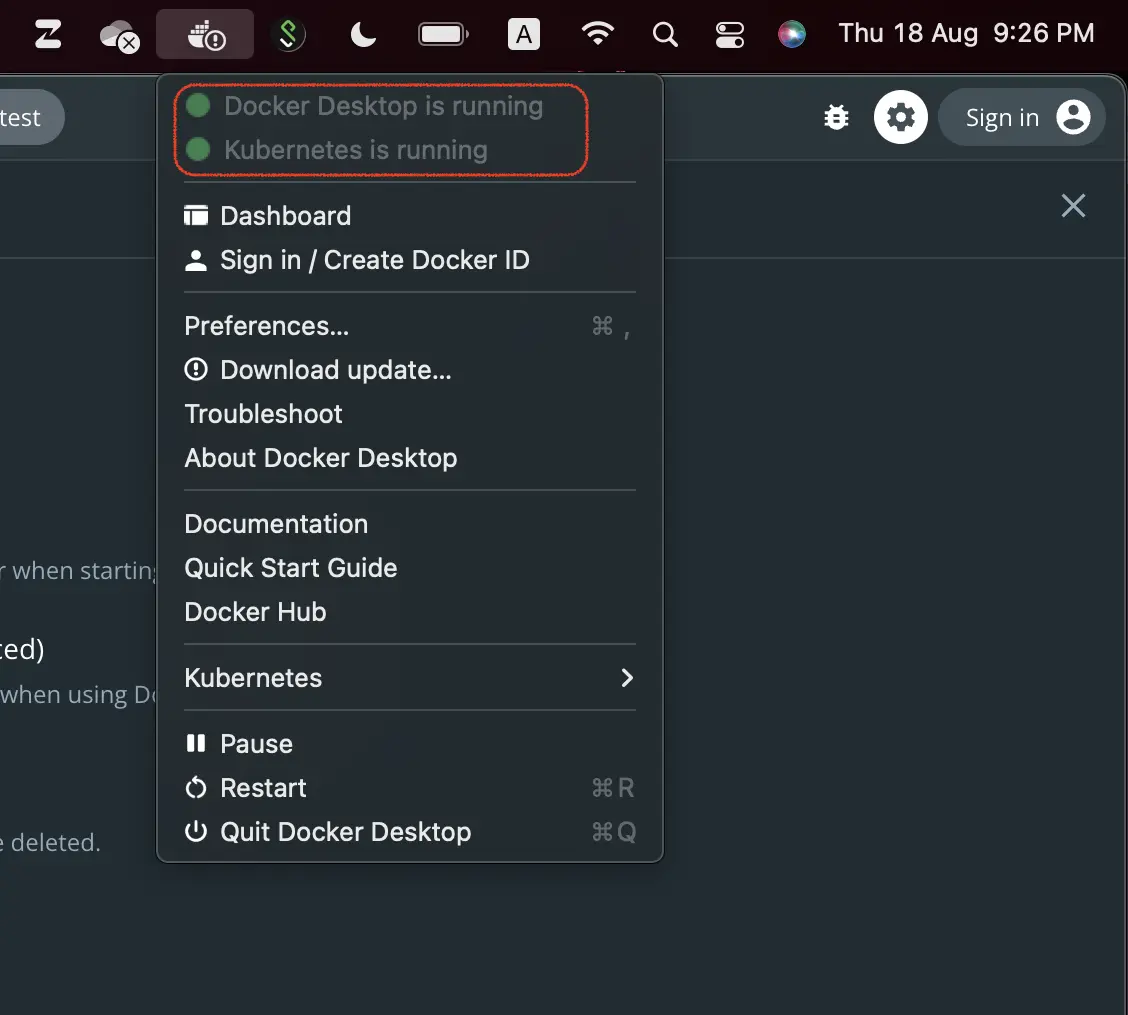 A
Thu 18 Aug 9:26 PM
test
Sign in
Docker Desktop is running
Kubernetes is running
Dashboard
Sign in / Create Docker ID
Preferences... ⌘ ,
Download update...
Troubleshoot
About Docker Desktop
Documentation
Quick Start Guide
r when starting
Docker Hub
ced)
Kubernetes
when using Do
Pause
Restart ⌘R
Quit Docker Desktop ⌘Q
e deleted.